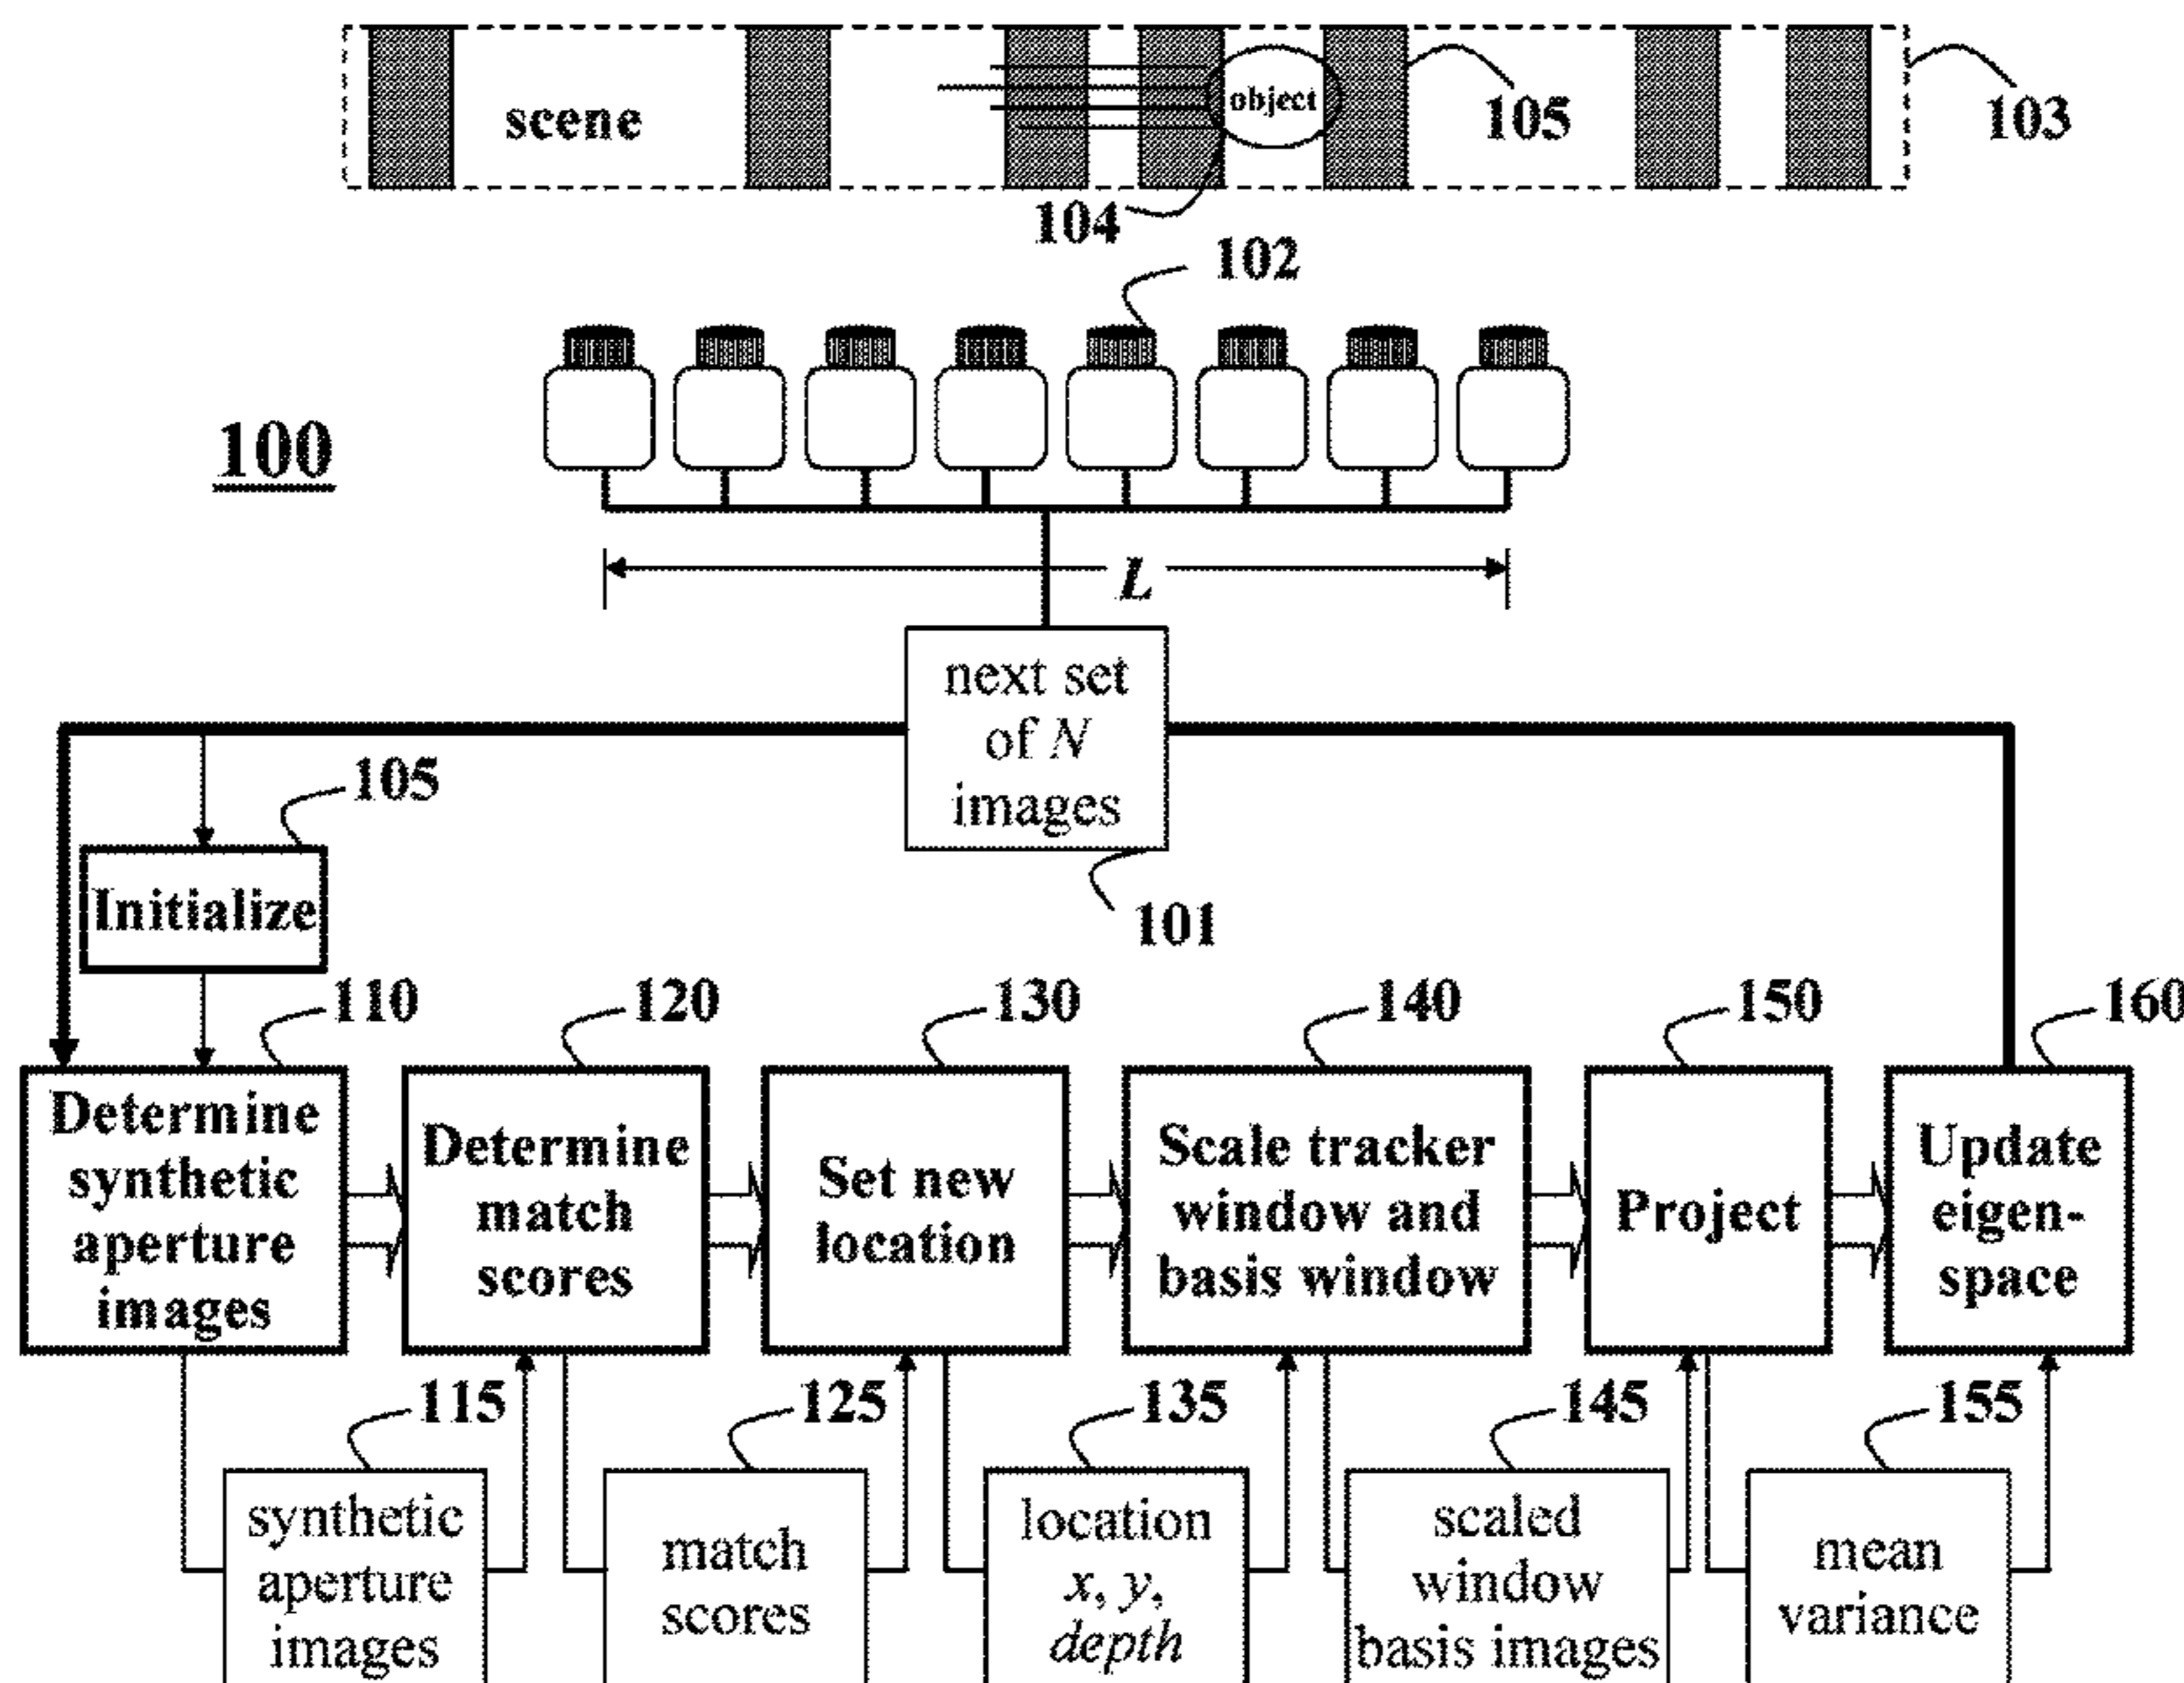 scene
object
105
103
104
102
100
L
next set
of N
images
105
Initialize
101
110
120
130
140
150
160
Determine
synthetic
aperture
images
Determine
match
scores
Set new
location
Scale tracker
window and
basis window
Project
Update
eigen-
space
115
125
135
145
155
synthetic
aperture
images
match
scores
location
x, y,
depth
scaled
window
basis images
mean
variance